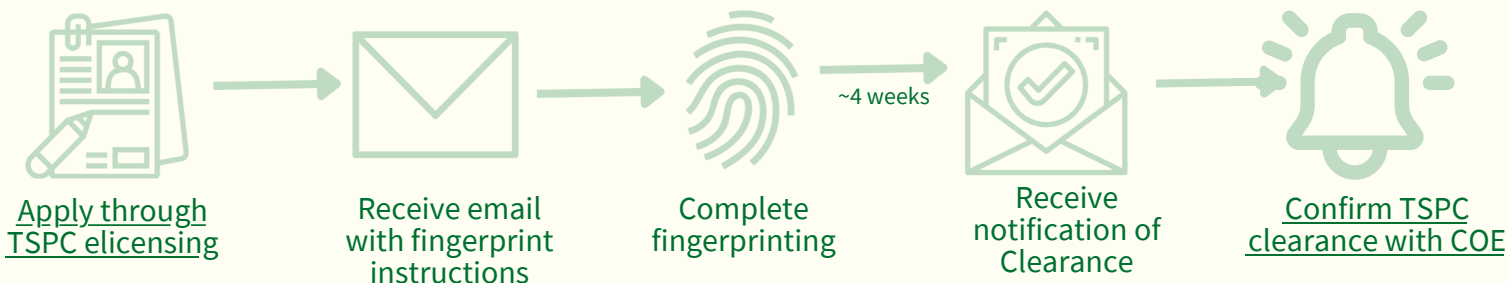 Apply through
TSPC elicensing
Receive email
with fingerprint
instructions
Complete
fingerprinting
~4 weeks
Receive
notification of
Clearance
Confirm TSPC
clearance with COE